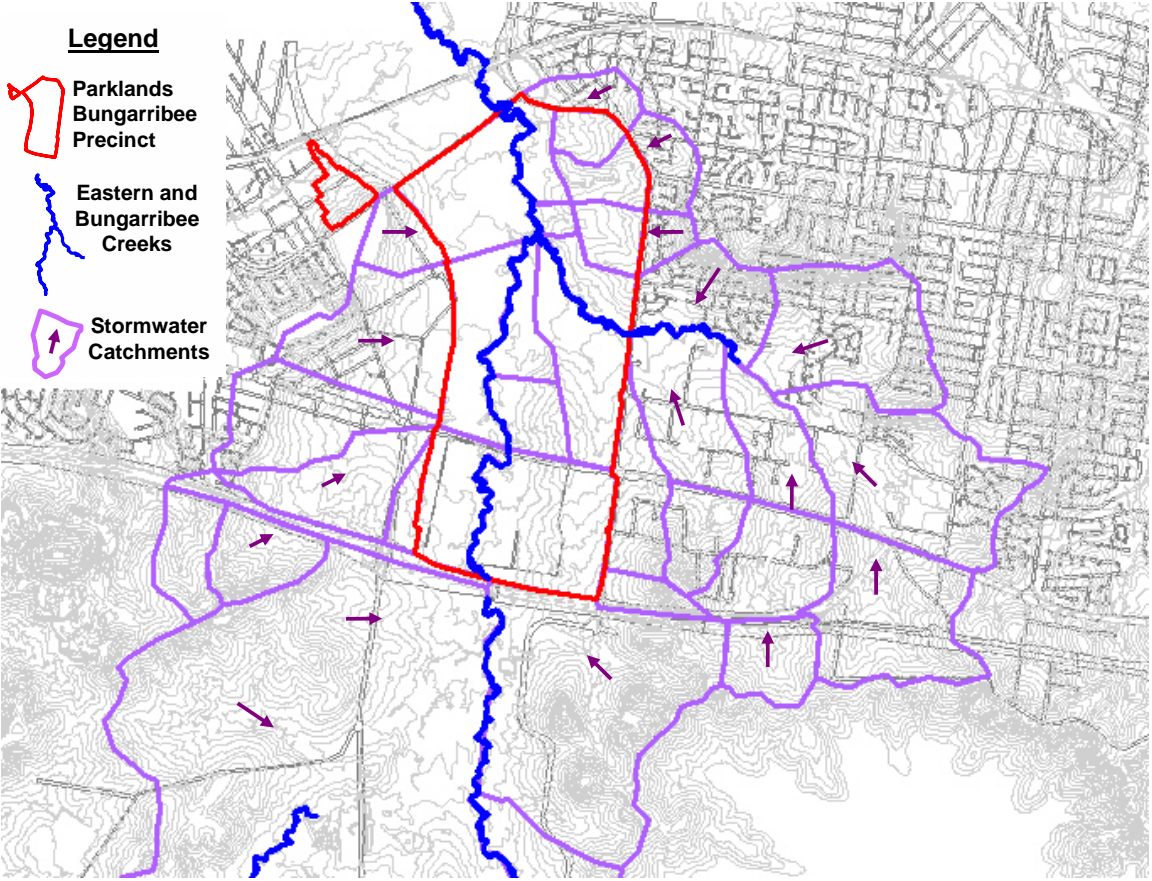 Legend
Parklands
Bungarribee
Precinct
Eastern and
Bungarribee
Creeks
Stormwater
Catchments